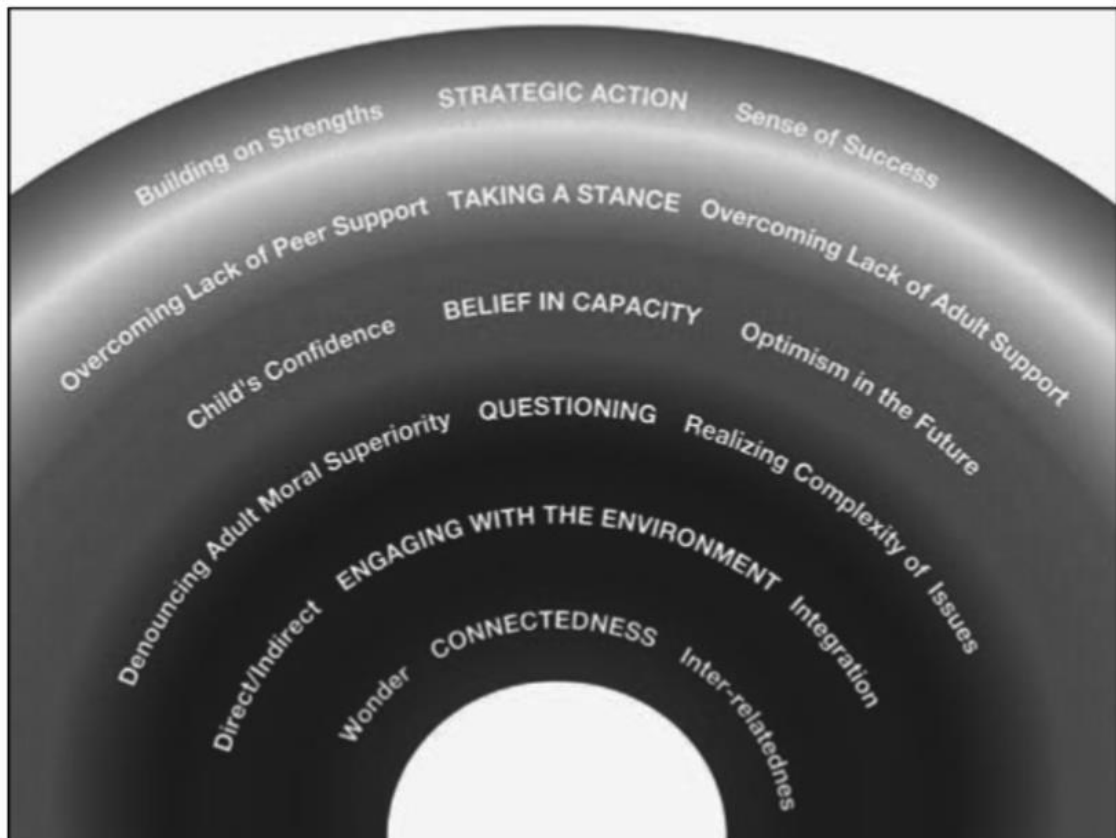 Building on Strengths STRATEGIC ACTION Sense of Success
Overcoming Lack of Peer Support TAKING A STANCE Overcoming Lack of Adult Support
Child's Confidence BELIEF IN CAPACITY Optimism in the Future
Denouncing Adult Moral Superiority QUESTIONING Realizing Complexity of Issues
Direct/Indirect ENGAGING WITH THE ENVIRONMENT Integration
Wonder CONNECTEDNESS Inter-relatednes